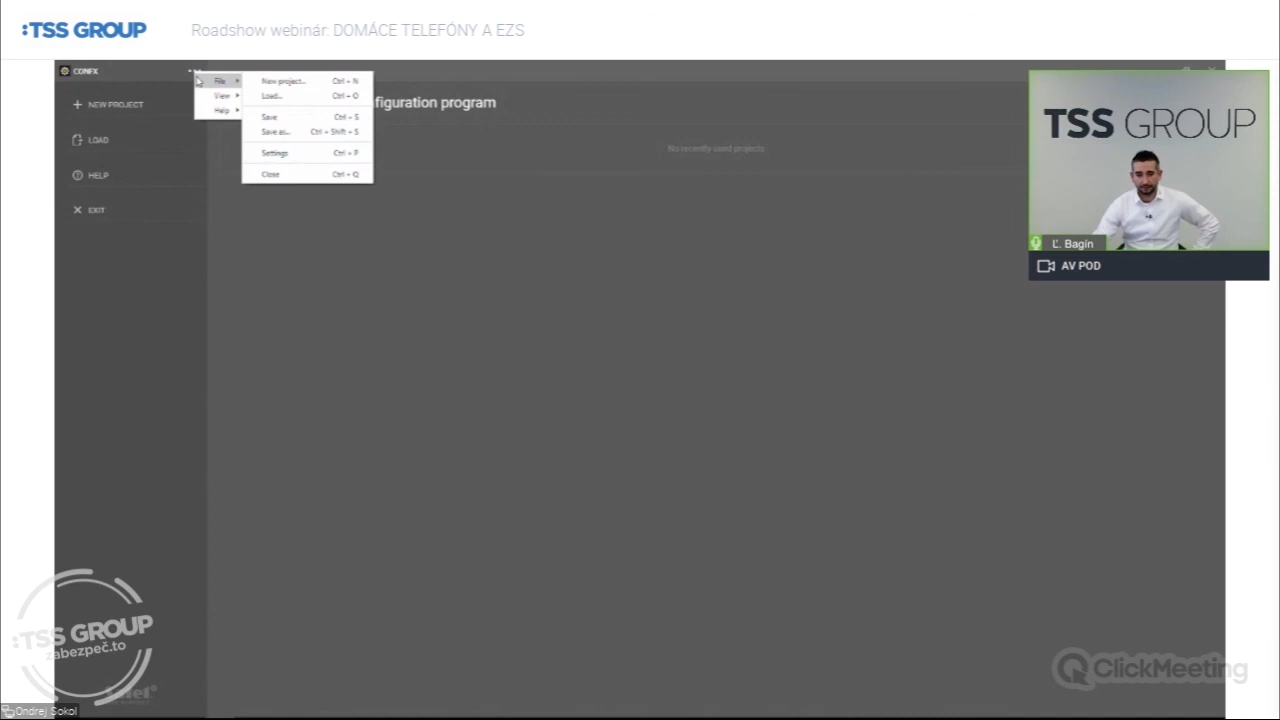 :TSS GROUP
Roadshow webinár: DOMÁCE TELEFÓNY A EZS
CONFX
NEW PROJECT
LOAD
HELP
EXIT
File
View
Help
New project... Ctrl + N
Load... Ctrl + O
Save Ctrl + S
Save as... Ctrl + Shift + S
Settings Ctrl + P
Close Ctrl + Q
figuration program
No recently used projects
TSS GROUP
Ľ. Bagín
AV POD
:TSS GROUP
zabezpeč.to
Ondrej Sokol
ClickMeeting